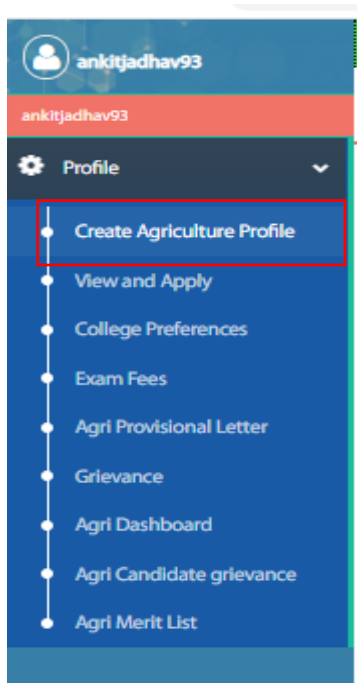 ankitjadhav93
ankitjadhav93
Profile
Create Agriculture Profile
View and Apply
College Preferences
Exam Fees
Agri Provisional Letter
Grievance
Agri Dashboard
Agri Candidate grievance
Agri Merit List